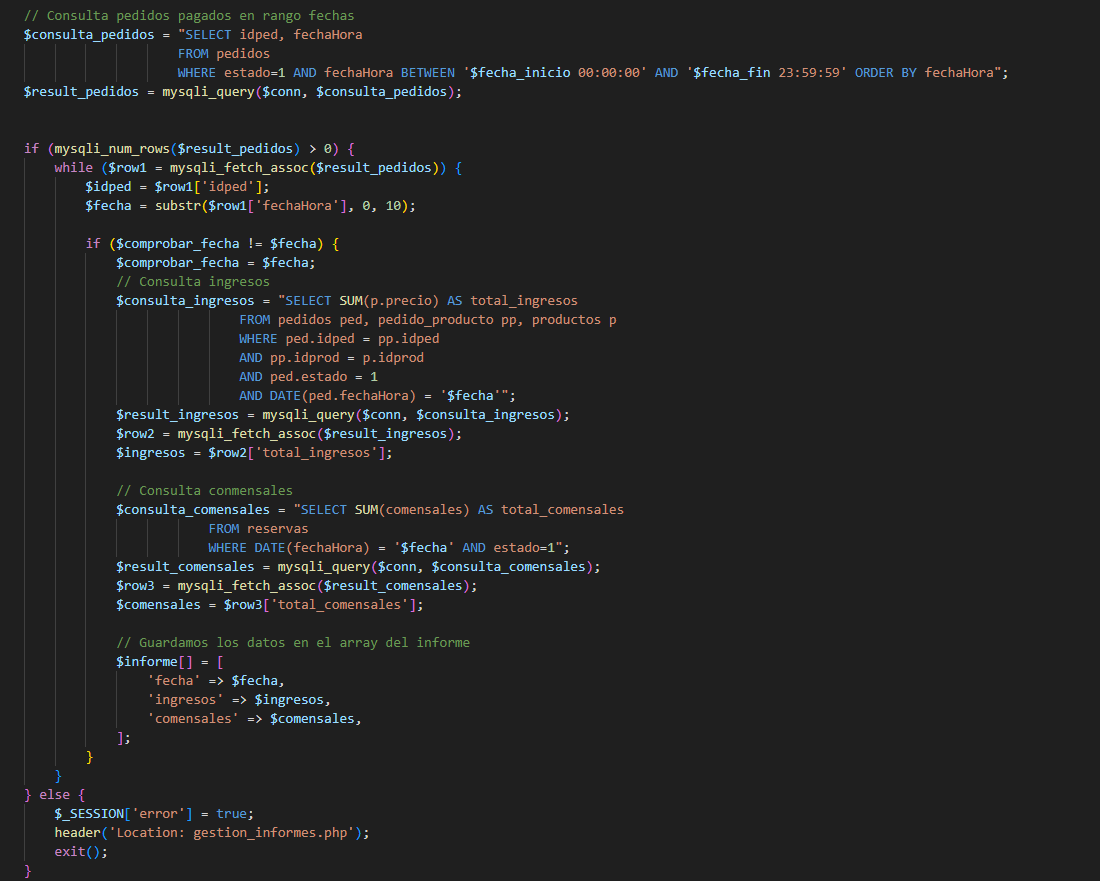 // Consulta pedidos pagados en rango fechas
$consulta_pedidos = "SELECT idped, fechaHora
FROM pedidos
WHERE estado=1 AND fechaHora BETWEEN '$fecha_inicio 00:00:00' AND '$fecha_fin 23:59:59' ORDER BY fechaHora";
$result_pedidos = mysqli_query($conn, $consulta_pedidos);
if (mysqli_num_rows($result_pedidos) > 0) {
while ($row1 = mysqli_fetch_assoc($result_pedidos)) {
$idped = $row1['idped'];
$fecha = substr($row1['fechaHora'], 0, 10);
if ($comprobar_fecha != $fecha) {
$comprobar_fecha = $fecha;
// Consulta ingresos
$consulta_ingresos = "SELECT SUM(p.precio) AS total_ingresos
FROM pedidos ped, pedido_producto pp, productos p
WHERE ped.idped = pp.idped
AND pp.idprod = p.idprod
AND ped.estado = 1
AND DATE(ped.fechaHora) = '$fecha'";
$result_ingresos = mysqli_query($conn, $consulta_ingresos);
$row2 = mysqli_fetch_assoc($result_ingresos);
$ingresos = $row2['total_ingresos'];
// Consulta conmensales
$consulta_comensales = "SELECT SUM(comensales) AS total_comensales
FROM reservas
WHERE DATE(fechaHora) = '$fecha' AND estado=1";
$result_comensales = mysqli_query($conn, $consulta_comensales);
$row3 = mysqli_fetch_assoc($result_comensales);
$comensales = $row3['total_comensales'];
// Guardamos los datos en el array del informe
$informe[] = [
'fecha' => $fecha,
'ingresos' => $ingresos,
'comensales' => $comensales,
];
}
}
} else {
$_SESSION['error'] = true;
header('Location: gestion_informes.php');
exit();
}